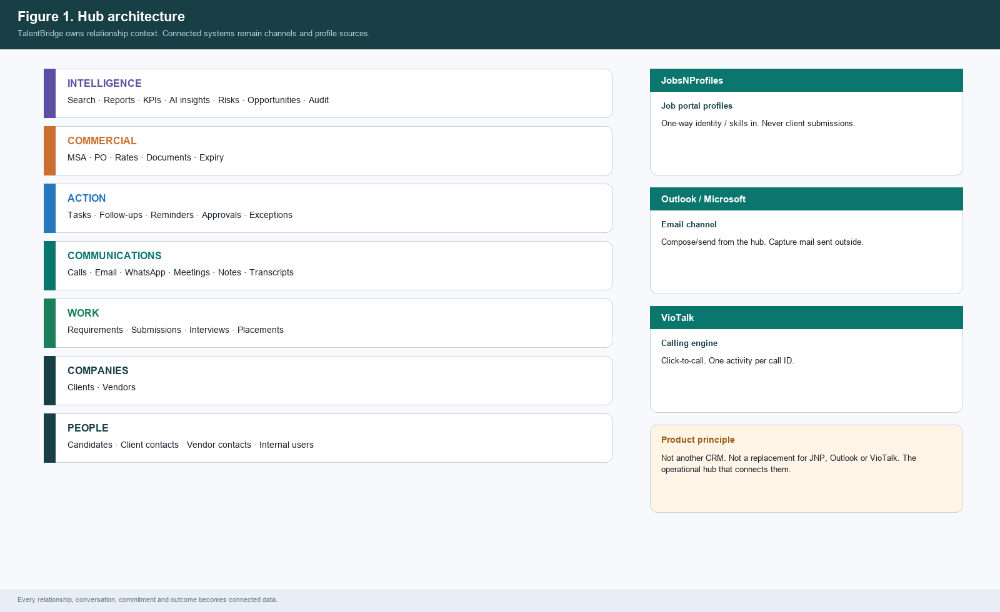 Figure 1. Hub architecture
TalentBridge owns relationship context. Connected systems remain channels and profile sources.
INTELLIGENCE
Search · Reports · KPIs · AI insights · Risks · Opportunities · Audit
COMMERCIAL
MSA · PO · Rates · Documents · Expiry
ACTION
Tasks · Follow-ups · Reminders · Approvals · Exceptions
COMMUNICATIONS
Calls · Email · WhatsApp · Meetings · Notes · Transcripts
WORK
Requirements · Submissions · Interviews · Placements
COMPANIES
Clients · Vendors
PEOPLE
Candidates · Client contacts · Vendor contacts · Internal users
JobsNProfiles
Job portal profiles
One-way identity / skills in. Never client submissions.
Outlook / Microsoft
Email channel
Compose/send from the hub. Capture mail sent outside.
VioTalk
Calling engine
Click-to-call. One activity per call ID.
Product principle
Not another CRM. Not a replacement for JNP, Outlook or VioTalk. The
operational hub that connects them.
Every relationship, conversation, commitment and outcome becomes connected data.